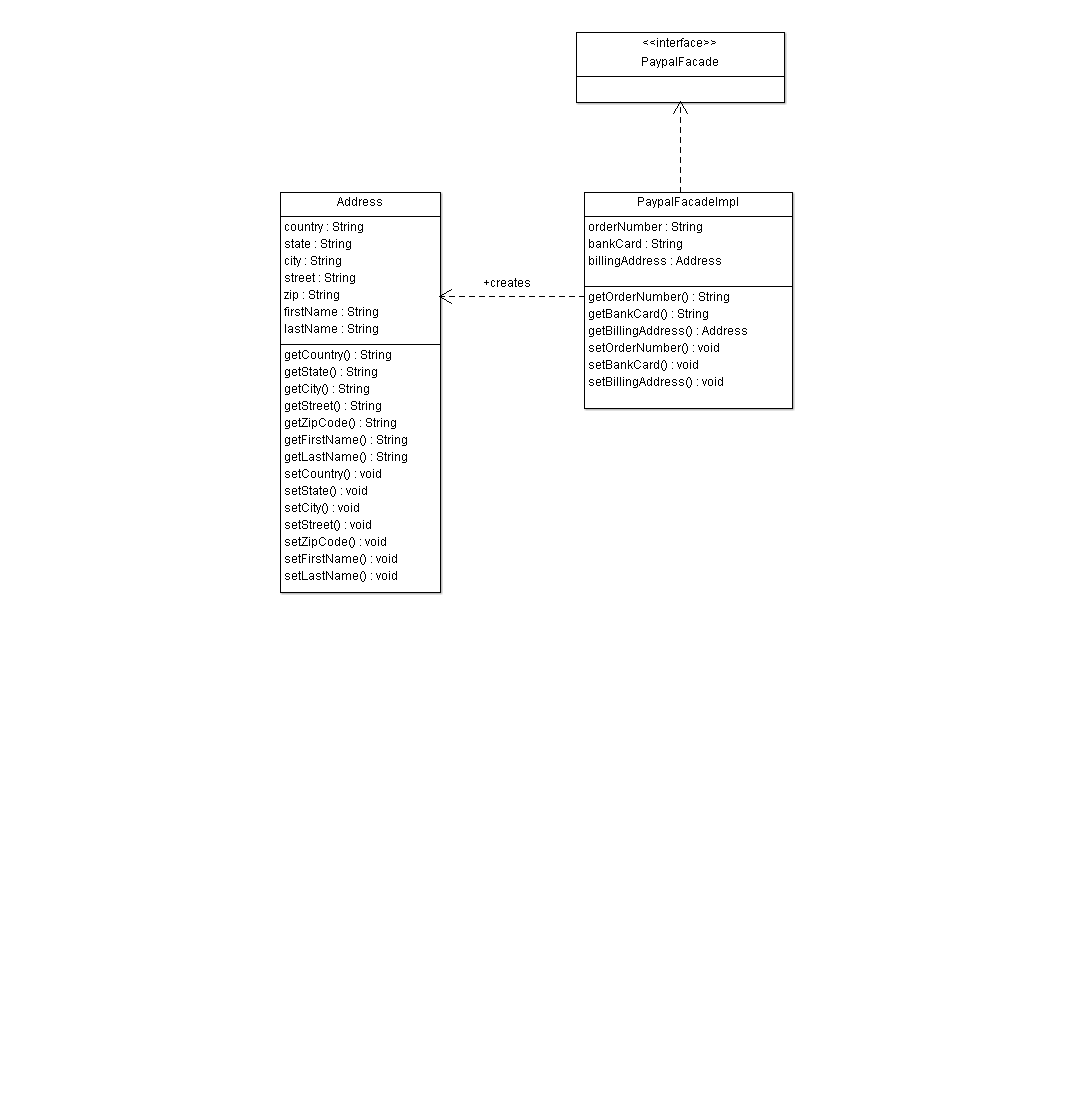 <<interface>>
PaypalFacade
Address
country : String
state : String
city : String
street : String
zip : String
firstName : String
lastName : String
getCountry() : String
getState() : String
getCity() : String
getStreet() : String
getZipCode() : String
getFirstName() : String
getLastName() : String
setCountry() : void
setState() : void
setCity() : void
setStreet() : void
setZipCode() : void
setFirstName() : void
setLastName() : void
+creates
PaypalFacadeImpl
orderNumber : String
bankCard : String
billingAddress : Address
getOrderNumber() : String
getBankCard() : String
getBillingAddress() : Address
setOrderNumber() : void
setBankCard() : void
setBillingAddress() : void